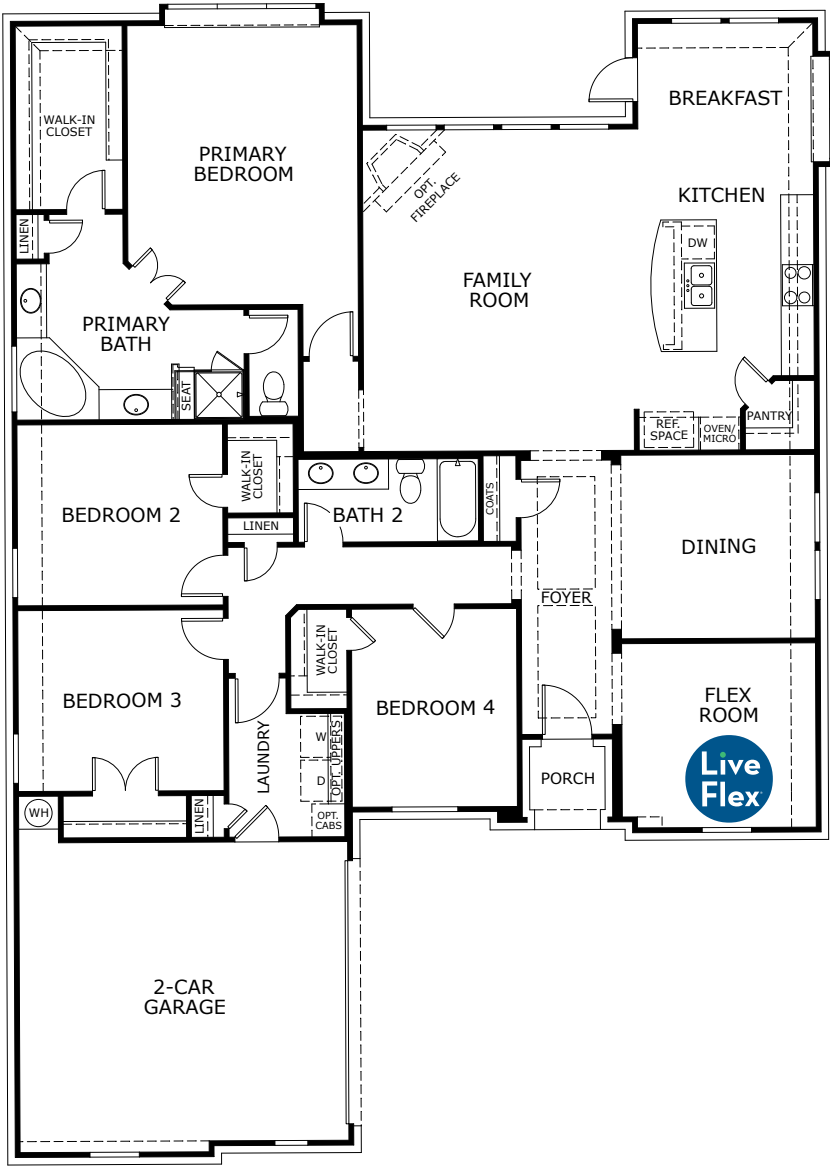 BREAKFAST
WALK-IN
CLOSET
PRIMARY
BEDROOM
OPT.
FIREPLACE
KITCHEN
LINEN
DW
FAMILY
ROOM
PRIMARY
BATH
SEAT
PANTRY
REF.
SPACE
OVEN/
MICRO
WALK-IN
CLOSET
BEDROOM 2
LINEN
BATH 2
COATS
DINING
FOYER
WALK-IN
CLOSET
BEDROOM 3
BEDROOM 4
FLEX
ROOM
LAUNDRY
W
D
OPT. UPPERS
PORCH
Live
Flex
WH
LINEN
OPT.
CABS
2-CAR
GARAGE